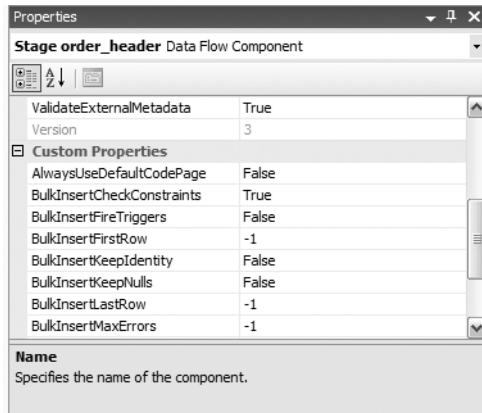 Properties
Stage order_header Data Flow Component
ValidateExternalMetadata True
Version 3
Custom Properties
AlwaysUseDefaultCodePage False
BulkInsertCheckConstraints True
BulkInsertFireTriggers False
BulkInsertFirstRow -1
BulkInsertKeepIdentity False
BulkInsertKeepNulls False
BulkInsertLastRow -1
BulkInsertMaxErrors -1
Name
Specifies the name of the component.